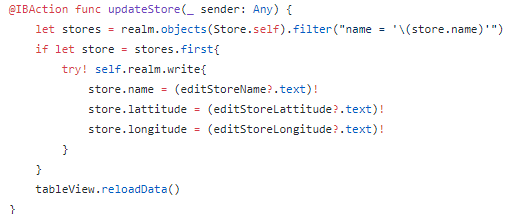 @IBAction func updateStore(_ sender: Any) {
let stores = realm.objects(Store.self).filter("name = '\(store.name)'")
if let store = stores.first{
try! self.realm.write{
store.name = (editStoreName?.text)!
store.lattitude = (editStoreLattitude?.text)!
store.longitude = (editStoreLongitude?.text)!
}
}
tableView.reloadData()
}